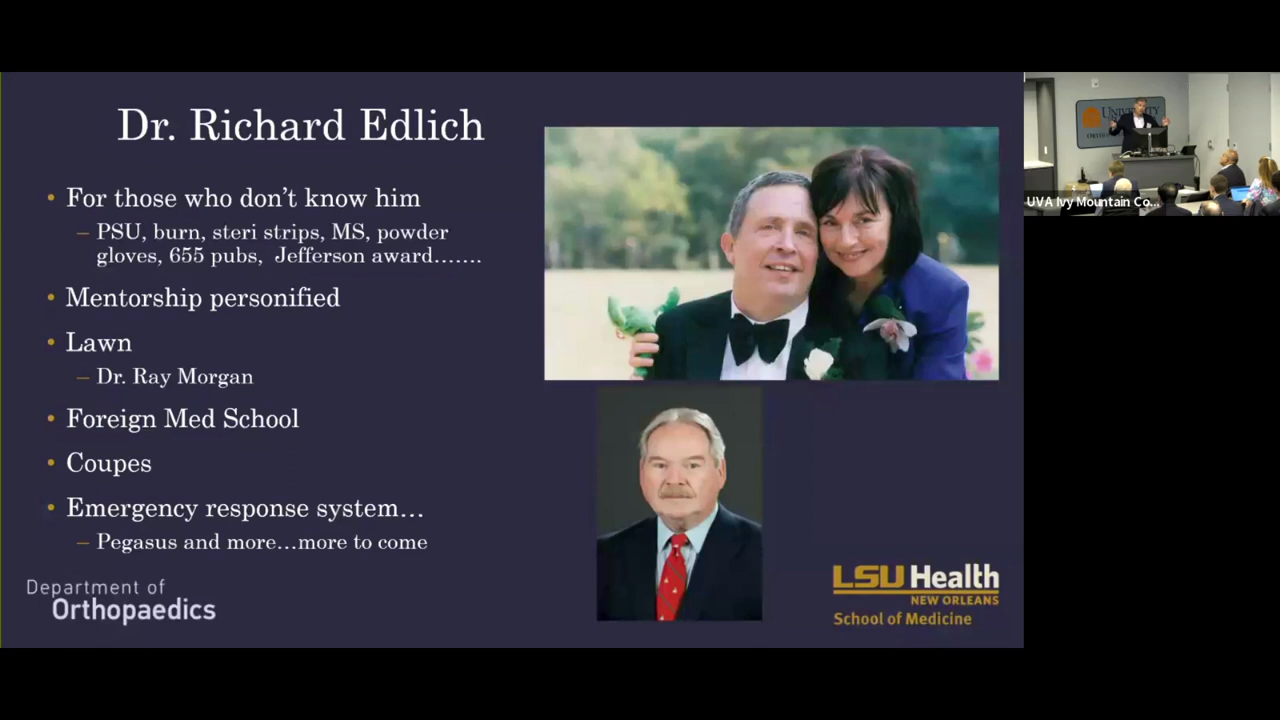 Dr. Richard Edlich
• For those who don't know him
– PSU, burn, steri strips, MS, powder
gloves, 655 pubs, Jefferson award…….
• Mentorship personified
• Lawn
– Dr. Ray Morgan
• Foreign Med School
• Coupes
• Emergency response system…
– Pegasus and more…more to come
Department of
Orthopaedics
LSU Health
NEW ORLEANS
School of Medicine
UNIVERSITY
UVA Ivy Mountain Co...